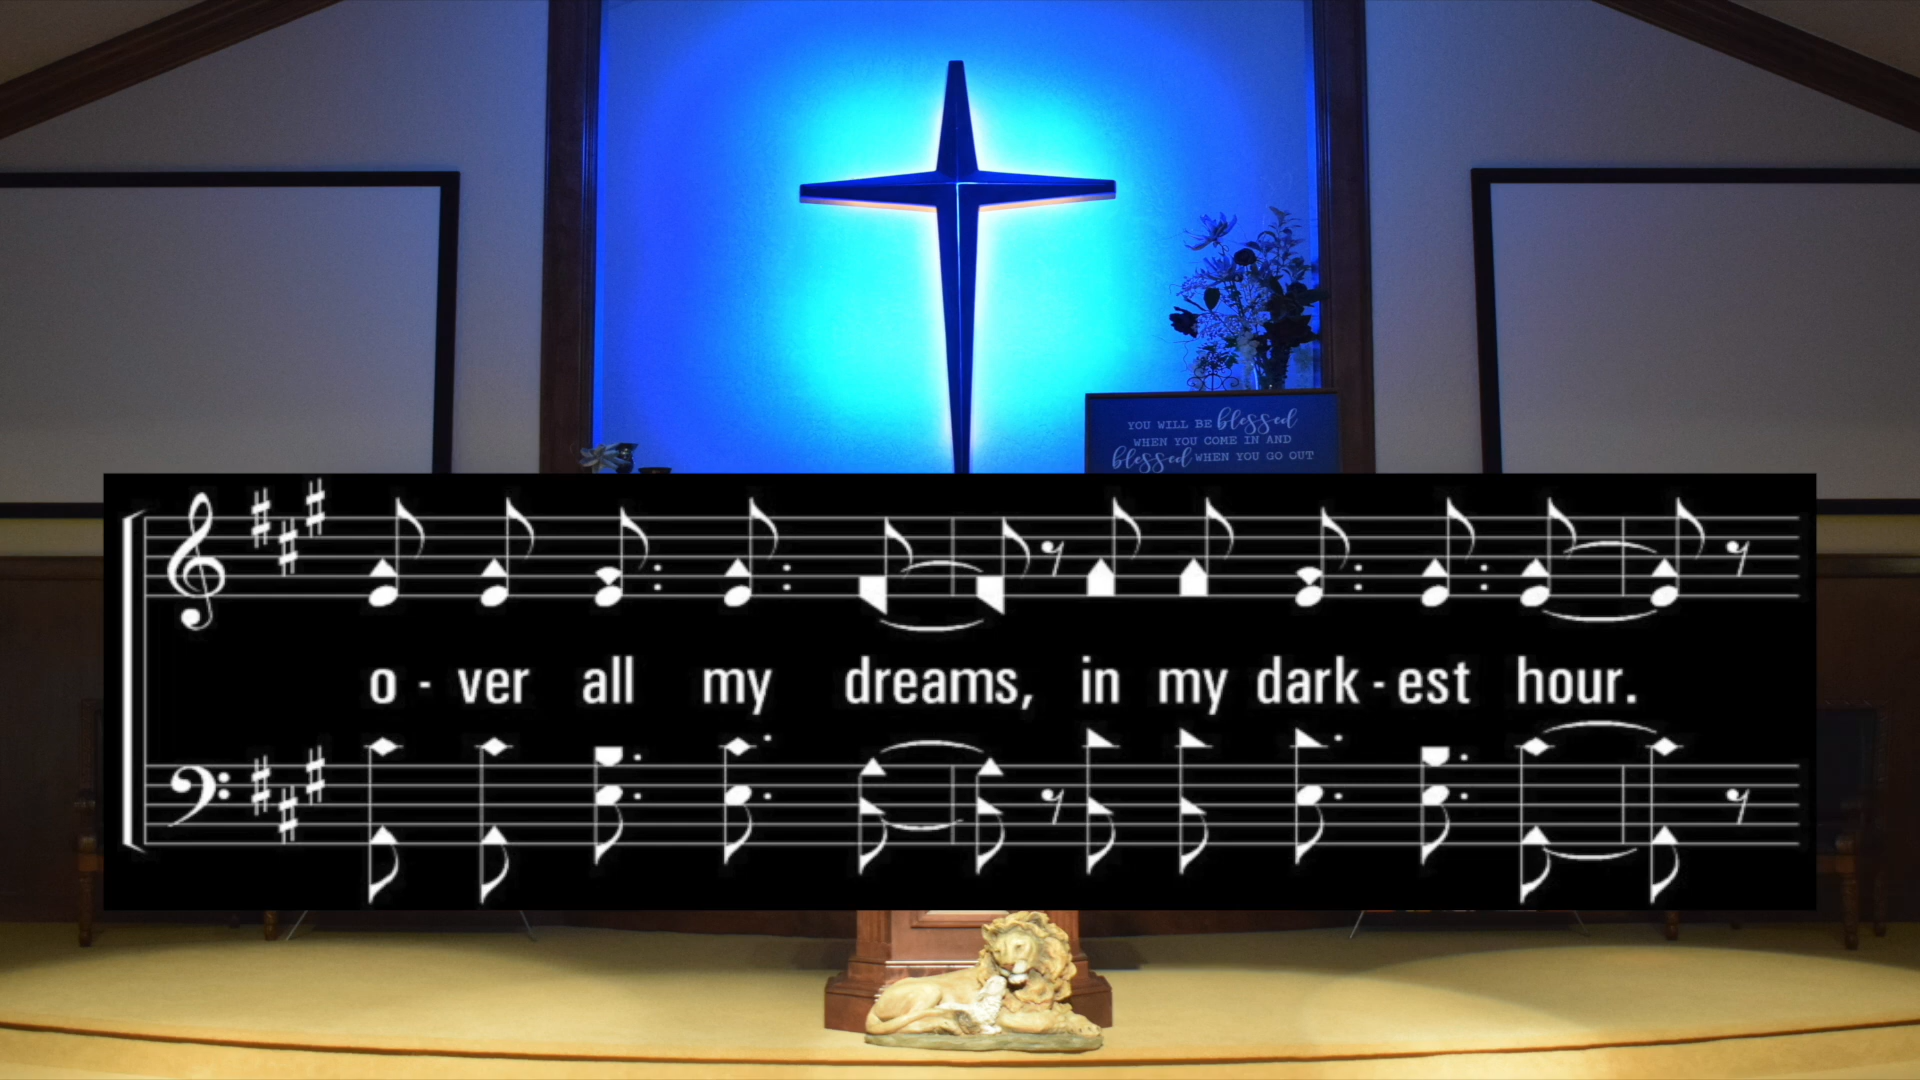 YOU WILL BE blessed
WHEN YOU COME IN AND
blessed WHEN YOU GO OUT
o - ver all my dreams, in my dark - est hour.